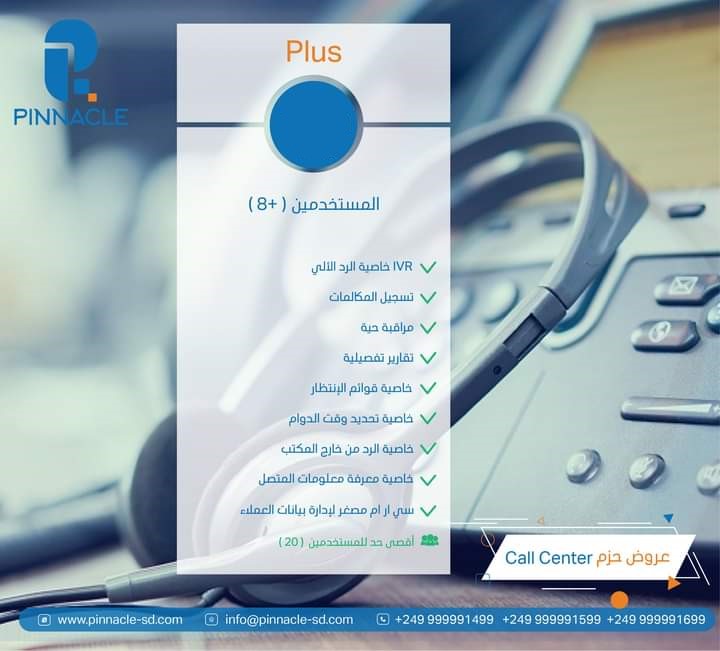 PINNACLE
Plus
المستخدمين ( +8 )
IVR خاصية الرد الآلي
تسجيل المكالمات
مراقبة حية
تقارير تفصيلية
خاصية قوائم الإنتظار
خاصية تحديد وقت الدوام
خاصية الرد من خارج المكتب
خاصية معرفة معلومات المتصل
سي ار ام مصغر لإدارة بيانات العملاء
أقصى حد للمستخدمين ( 20 )
عروض حزم Call Center
www.pinnacle-sd.com info@pinnacle-sd.com +249 999991499 +249 999991599 +249 999991699